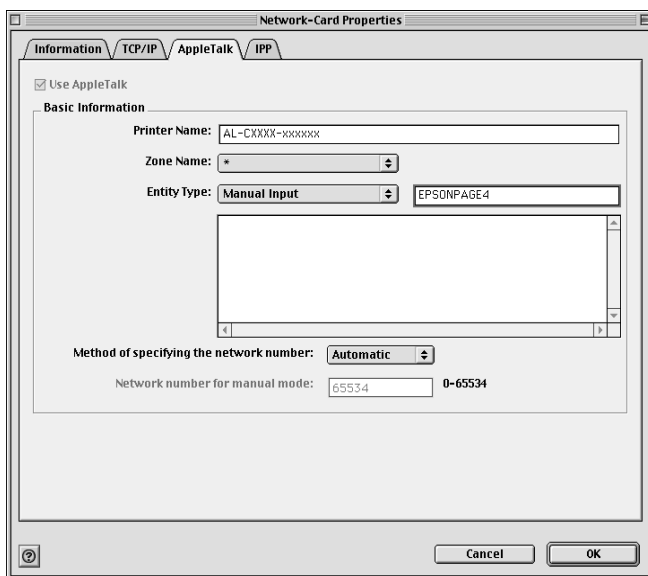 Network-Card Properties
Information TCP/IP AppleTalk IPP
Use AppleTalk
Basic Information
Printer Name: AL-CXXXX-xxxxxx
Zone Name: *
Entity Type: Manual Input EPSONPAGE4
Method of specifying the network number: Automatic
Network number for manual mode: 65534 0-65534
? Cancel OK